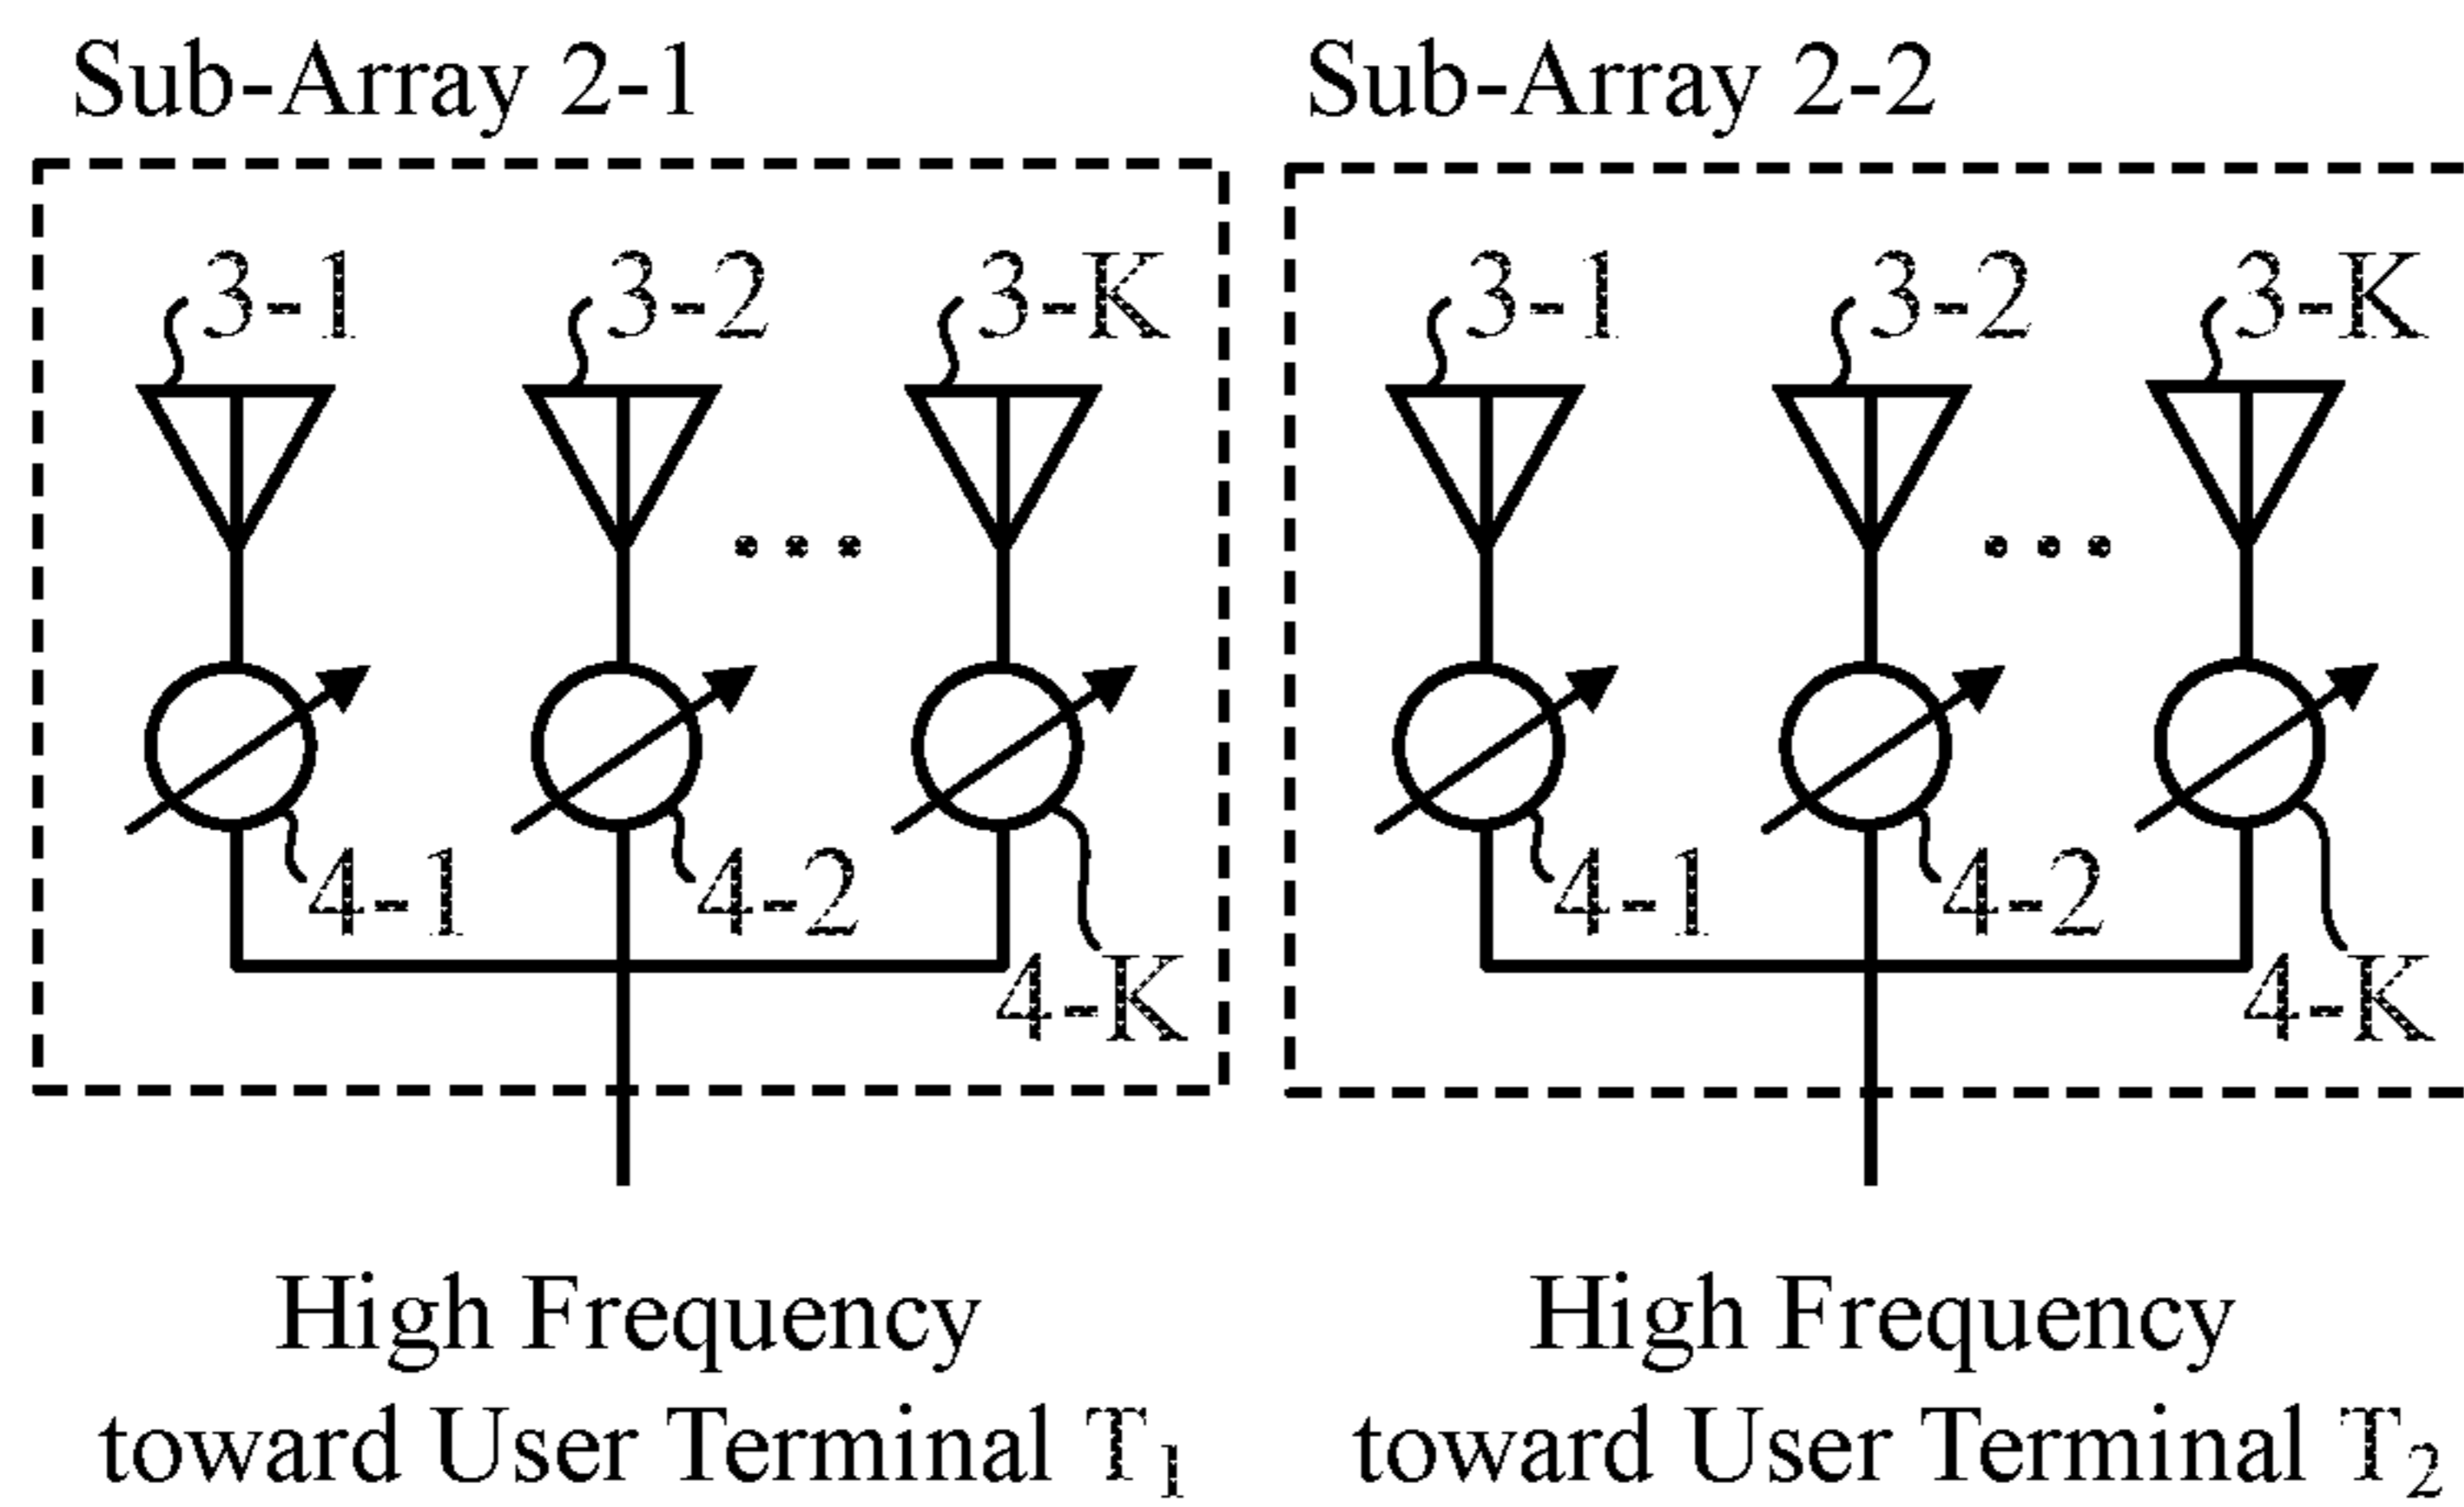 Sub-Array 2-1
Sub-Array 2-2
3-1
3-2
3-K
3-1
3-2
3-K
4-1
4-2
4-K
4-1
4-2
4-K
High Frequency
toward User Terminal T1
High Frequency
toward User Terminal T2